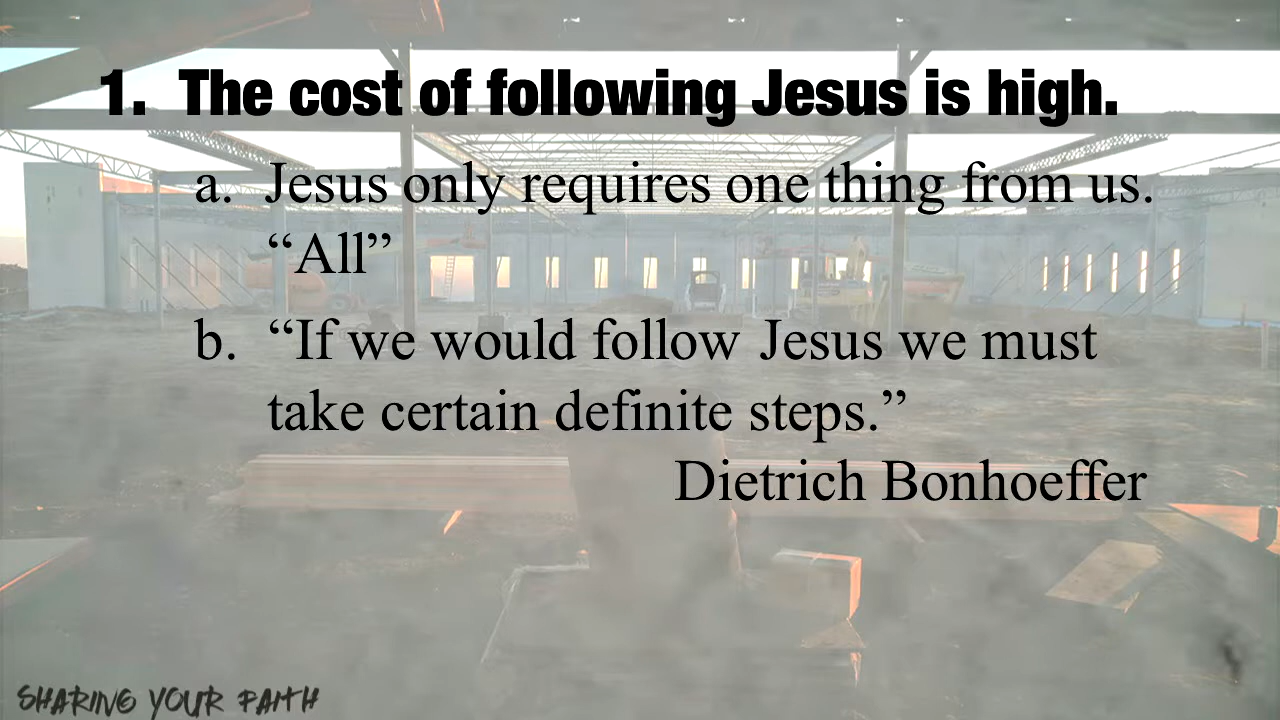 1. The cost of following Jesus is high.
a. Jesus only requires one thing from us.
“All”
b. “If we would follow Jesus we must
take certain definite steps.”
Dietrich Bonhoeffer
SHARING YOUR FAITH